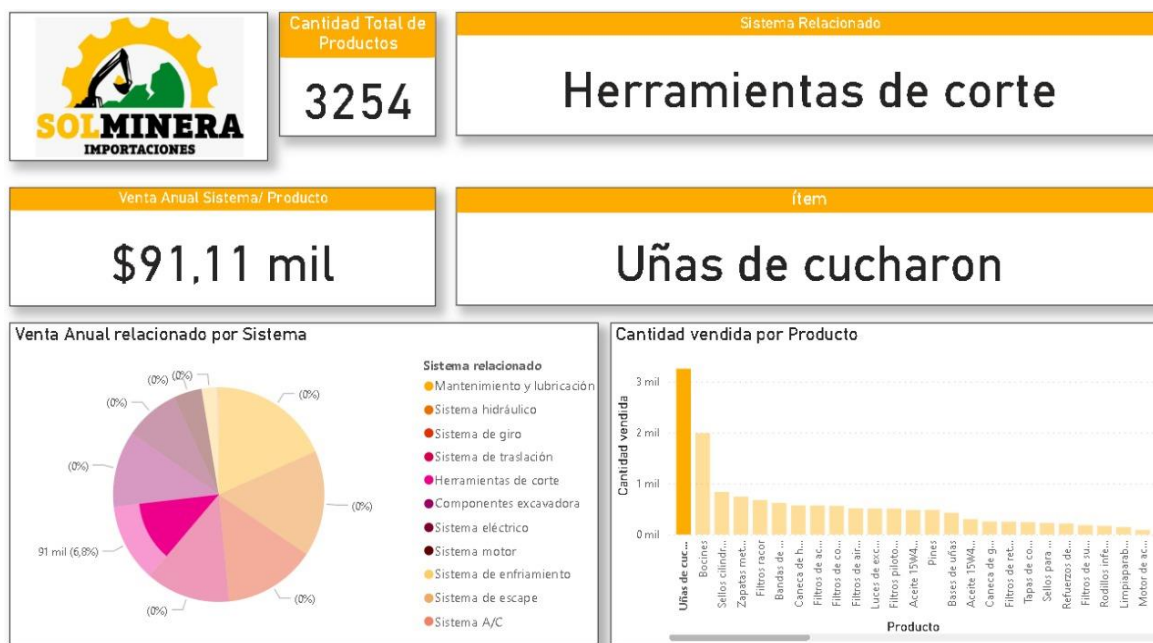 SOLMINERA
IMPORTACIONES
Cantidad Total de
Productos
3254
Sistema Relacionado
Herramientas de corte
Venta Anual Sistema/ Producto
$91,11 mil
Ítem
Uñas de cucharon
Venta Anual relacionado por Sistema
(0%)
(0%)
(0%)
(0%)
(0%)
(0%)
91 mil (6,8%)
(0%)
(0%)
Sistema relacionado
Mantenimiento y lubricación
Sistema hidráulico
Sistema de giro
Sistema de traslación
Herramientas de corte
Componentes excavadora
Sistema eléctrico
Sistema motor
Sistema de enfriamiento
Sistema de escape
Sistema A/C
Cantidad vendida por Producto
Cantidad vendida
3 mil
2 mil
1 mil
0 mil
Uñas de cuc...
Bocines
Sellos cilindr...
Zapatas met...
Filtros racor
Bandas de ...
Caneca de h...
Filtros de ac...
Filtros de co...
Filtros de air...
Luces de exc...
Filtros piloto...
Aceite 15W4...
Pines
Bases de uñas
Aceite 15W4...
Caneca de g...
Filtros de ret...
Tapas de co...
Sellos para ...
Refuerzos de...
Filtros de su...
Rodillos infe...
Limpiaparab...
Motor de ac...
Producto